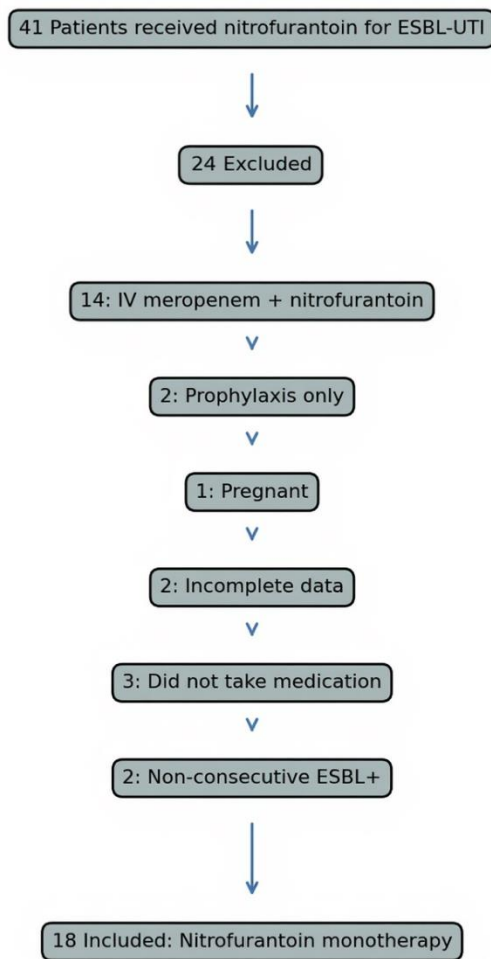 41 Patients received nitrofurantoin for ESBL-UTI
24 Excluded
14: IV meropenem + nitrofurantoin
2: Prophylaxis only
1: Pregnant
2: Incomplete data
3: Did not take medication
2: Non-consecutive ESBL+
18 Included: Nitrofurantoin monotherapy